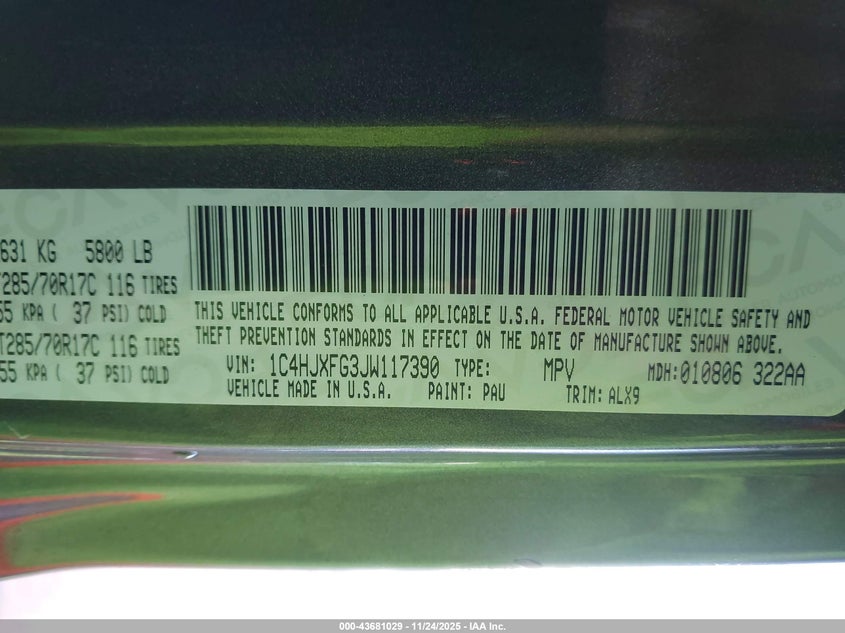 631 KG 5800 LB
T285/70R17C 116 TIRES
55 KPA ( 37 PSI) COLD
T285/70R17C 116 TIRES
55 KPA ( 37 PSI) COLD
THIS VEHICLE CONFORMS TO ALL APPLICABLE U.S.A. FEDERAL MOTOR VEHICLE SAFETY AND
THEFT PREVENTION STANDARDS IN EFFECT ON THE DATE OF MANUFACTURE SHOWN ABOVE.
VIN: 1C4HJXFG3JW117390 TYPE: MPV MDH:010806 322AA
VEHICLE MADE IN U.S.A. PAINT: PAU TRIM: ALX9
000-43681029 - 11/24/2025 - IAA Inc.